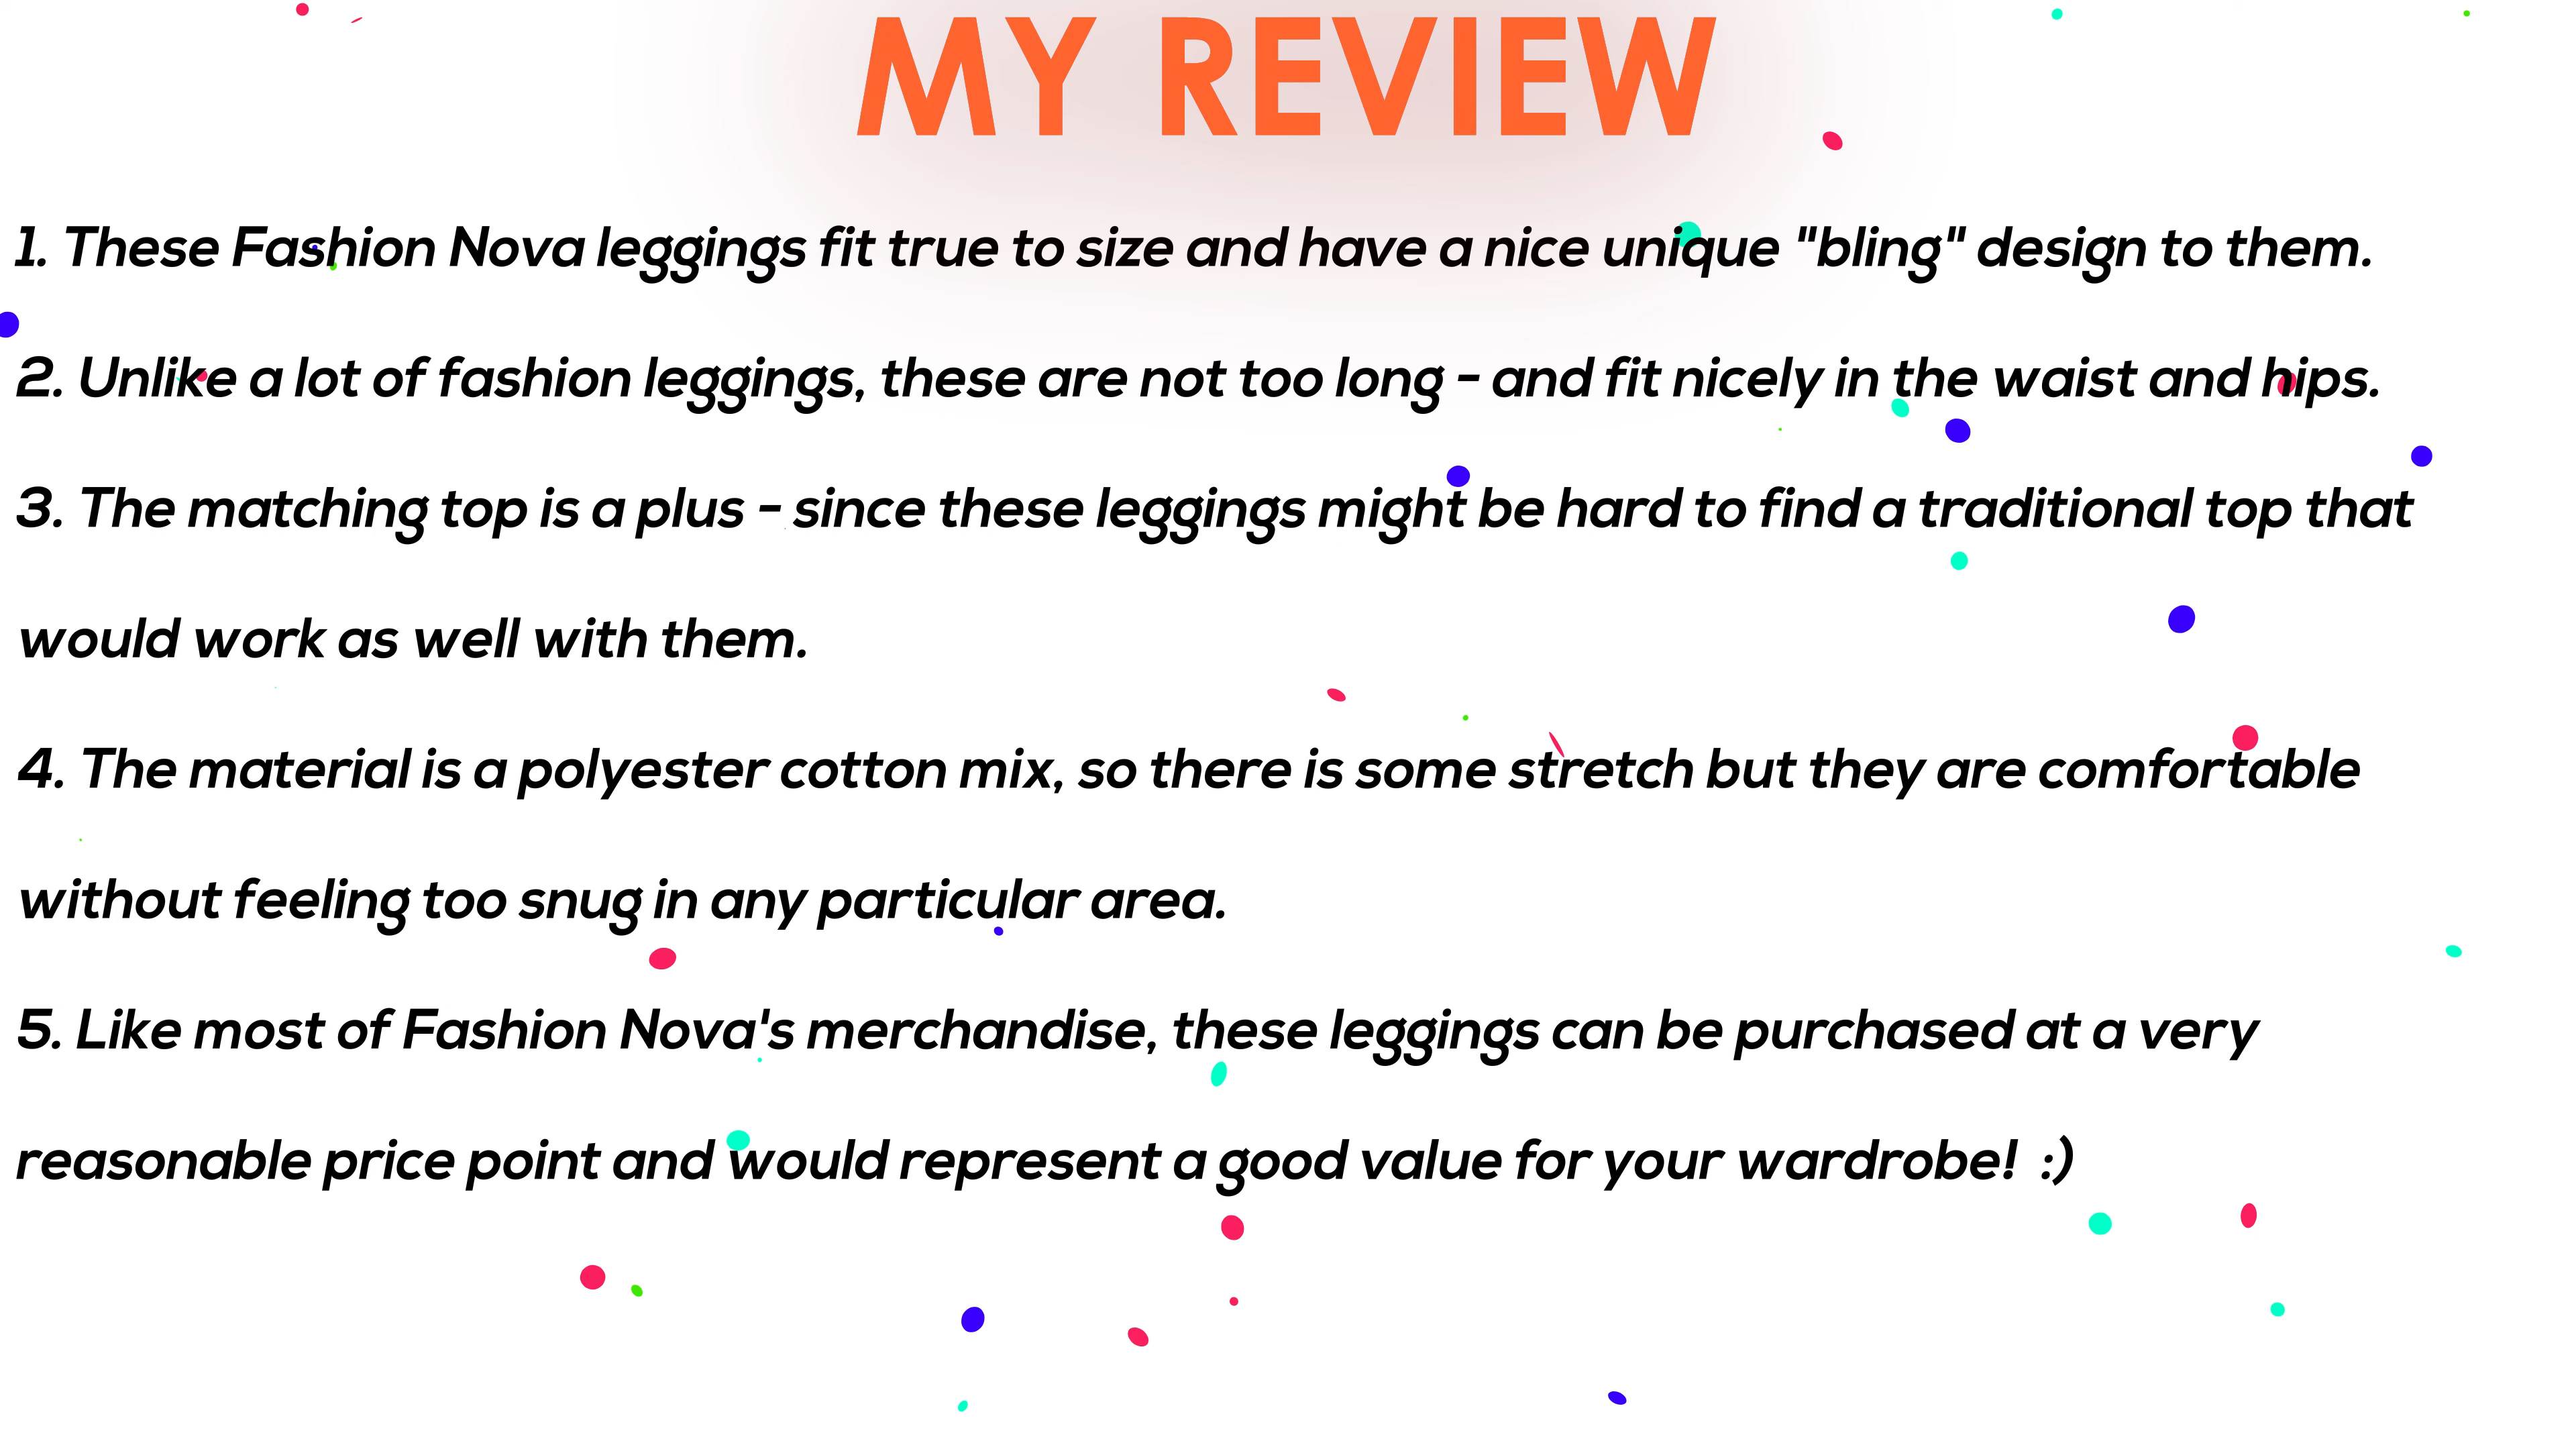 MY REVIEW
1. These Fashion Nova leggings fit true to size and have a nice unique "bling" design to them.
2. Unlike a lot of fashion leggings, these are not too long - and fit nicely in the waist and hips.
3. The matching top is a plus - since these leggings might be hard to find a traditional top that
would work as well with them.
4. The material is a polyester cotton mix, so there is some stretch but they are comfortable
without feeling too snug in any particular area.
5. Like most of Fashion Nova's merchandise, these leggings can be purchased at a very
reasonable price point and would represent a good value for your wardrobe!  :)